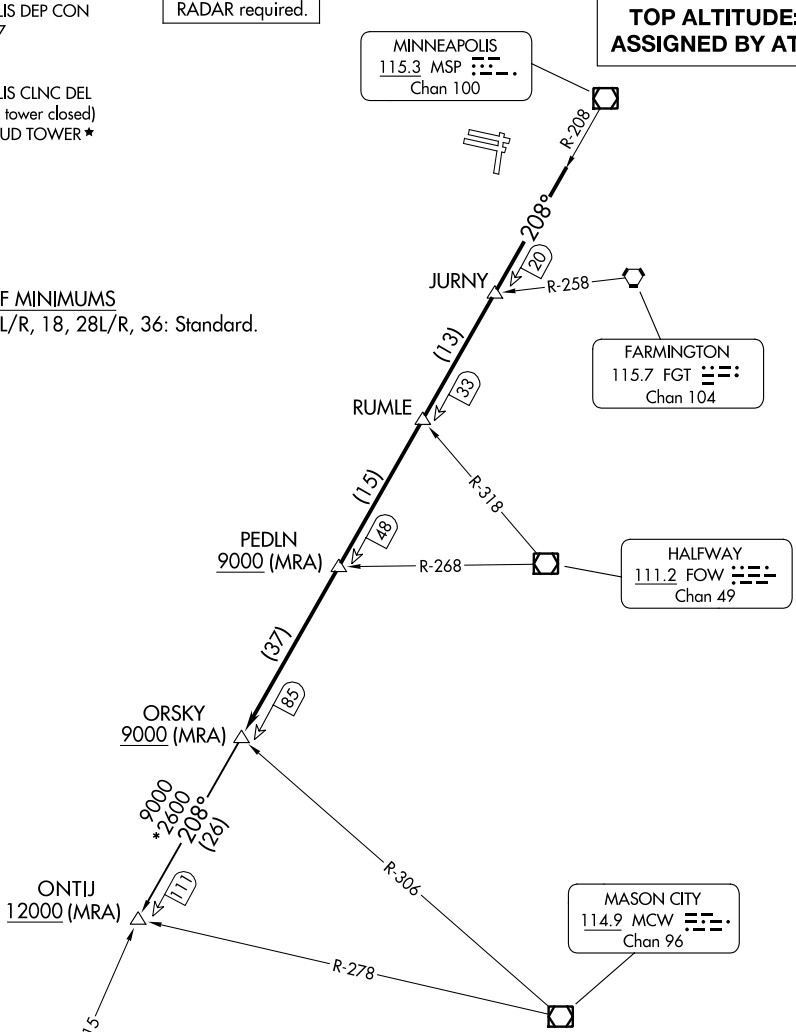 LIS DEP CON
7
RADAR required.
TOP ALTITUDE:
ASSIGNED BY AT
LIS CLNC DEL
tower closed)
UD TOWER★
MINNEAPOLIS
115.3 MSP
Chan 100
R-208
208°
20
JURNY
R-258
F MINIMUMS
L/R, 18, 28L/R, 36: Standard.
FARMINGTON
115.7 FGT
Chan 104
(13)
33
RUMLE
R-318
(15)
48
PEDLN
9000 (MRA)
R-268
HALFWAY
111.2 FOW
Chan 49
(37)
85
ORSKY
9000 (MRA)
9000
*2600
208°
(26)
R-306
111
ONTIJ
12000 (MRA)
R-278
MASON CITY
114.9 MCW
Chan 96
15